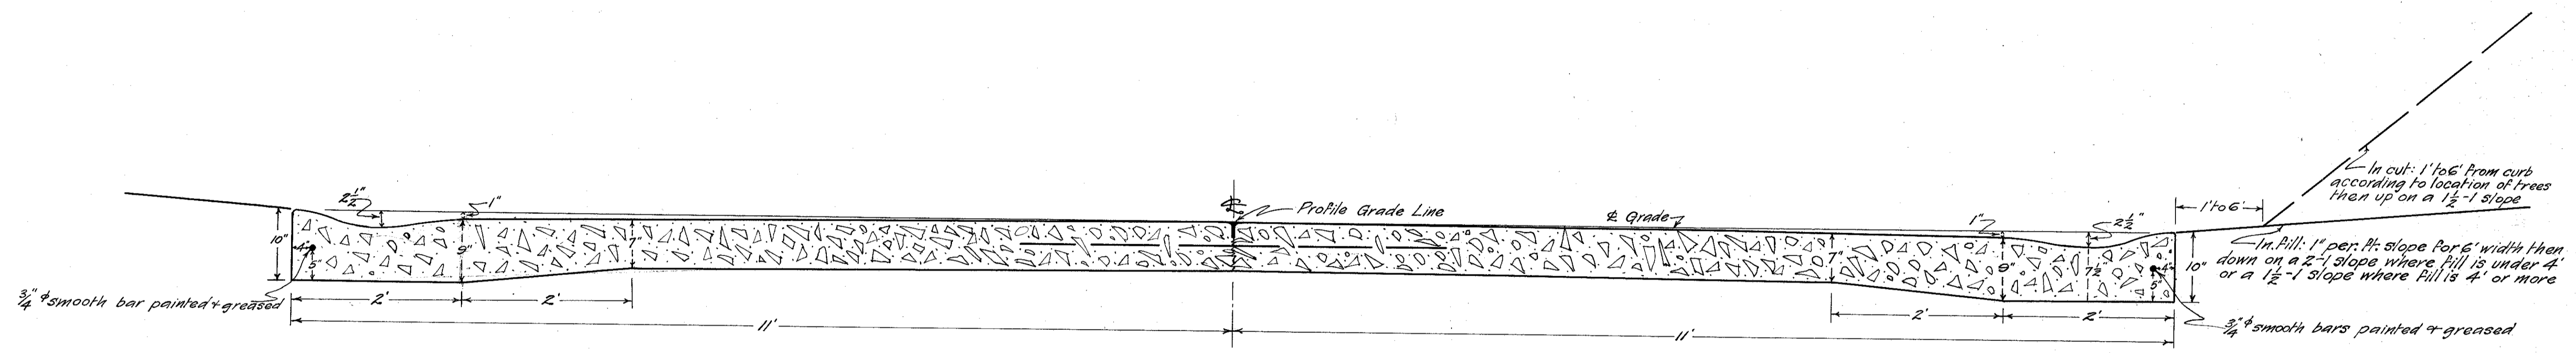 2½"
1"
℄
Profile Grade Line
℄ Grade
1"
2½"
1' to 6'
In cut: 1' to 6' from curb
according to location of trees
then up on a 1½-1 slope
10"
4"
5"
9"
7"
7"
9"
7½"
4"
5"
10"
In fill: 1" per. ft. slope for 6' width then
down on a 2-1 slope where fill is under 4'
or a 1½-1 slope where fill is 4' or more
¾" ϕ smooth bar painted + greased
2'
2'
2'
2'
¾" ϕ smooth bars painted + greased
11'
11'